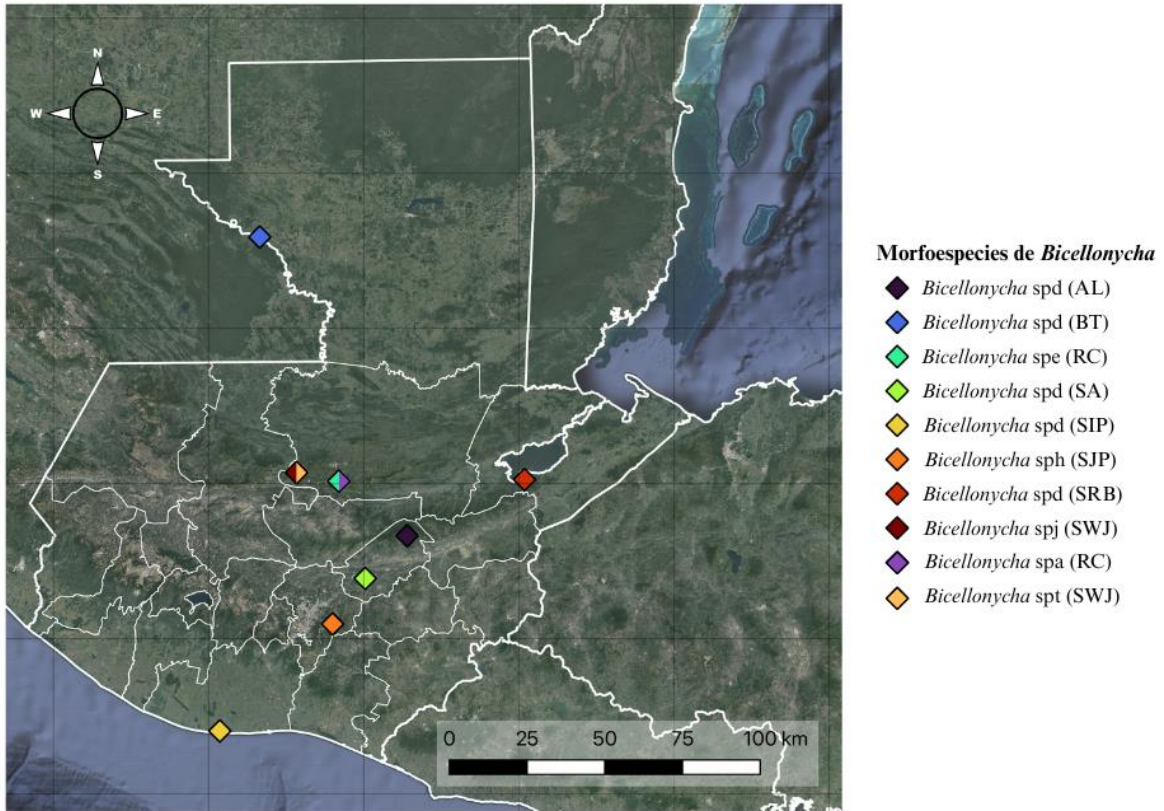 N
W E
S
Morfoespecies de Bicellonycha
Bicellonycha spd (AL)
Bicellonycha spd (BT)
Bicellonycha spe (RC)
Bicellonycha spd (SA)
Bicellonycha spd (SIP)
Bicellonycha sph (SJP)
Bicellonycha spd (SRB)
Bicellonycha spj (SWJ)
Bicellonycha spa (RC)
Bicellonycha spt (SWJ)
0 25 50 75 100 km